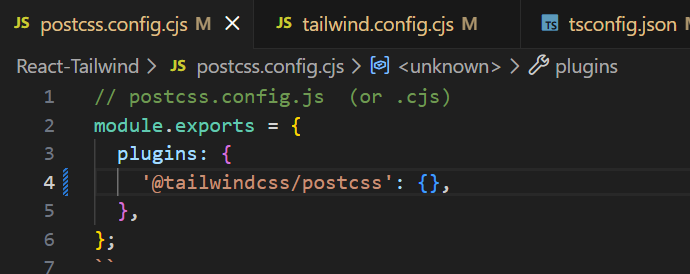 JS postcss.config.cjs M × JS tailwind.config.cjs M TS tsconfig.json M
React-Tailwind > JS postcss.config.cjs > <unknown> > plugins
1 // postcss.config.js  (or .cjs)
2 module.exports = {
3   plugins: {
4     '@tailwindcss/postcss': {},
5   },
6 };
7 ``